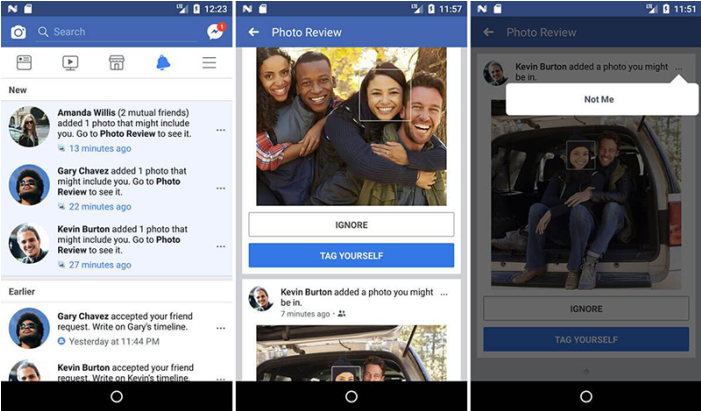 12:23
Search
1
New
Amanda Willis (2 mutual friends)
added 1 photo that might include
you. Go to Photo Review to see it.
13 minutes ago
Gary Chavez added 1 photo that
might include you. Go to Photo
Review to see it.
22 minutes ago
Kevin Burton added 1 photo that
might include you. Go to Photo
Review to see it.
27 minutes ago
Earlier
Gary Chavez accepted your friend
request. Write on Gary's timeline.
Yesterday at 11:44 PM
Kevin Burton accepted your friend
request. Write on Kevin's timeline.
11:57
Photo Review
IGNORE
TAG YOURSELF
Kevin Burton added a photo you might
be in.
7 minutes ago
11:51
Photo Review
Kevin Burton added a photo you might
be in.
Not Me
IGNORE
TAG YOURSELF